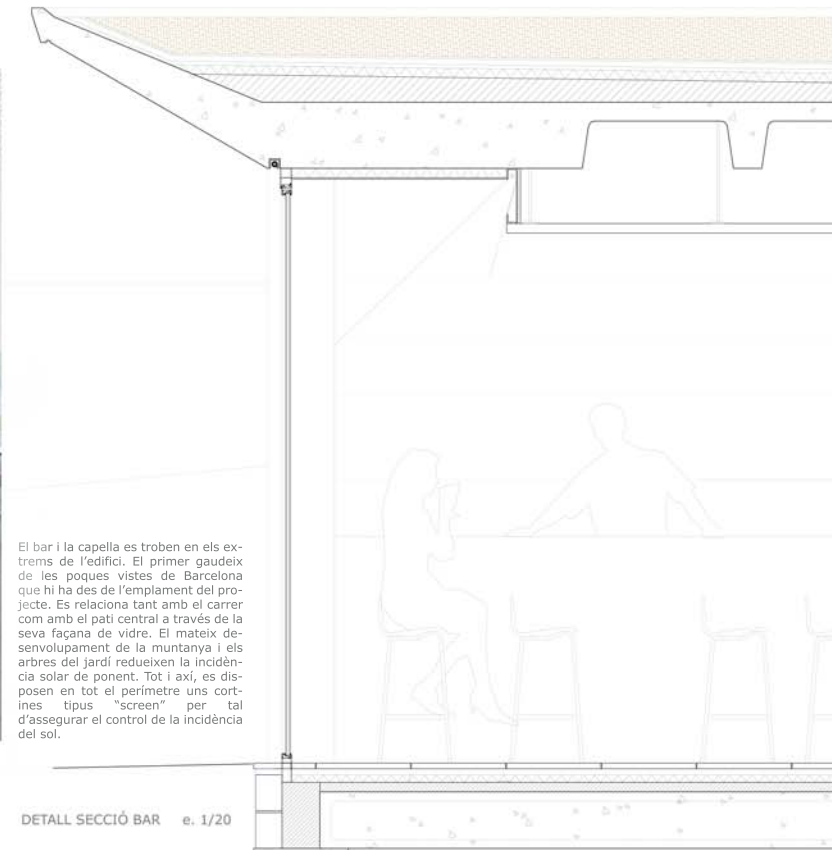 El bar i la capella es troben en els ex-
trems de l'edifici. El primer gaudeix
de les poques vistes de Barcelona
que hi ha des de l'emplament del pro-
jecte. Es relaciona tant amb el carrer
com amb el pati central a través de la
seva façana de vidre. El mateix de-
senvolupament de la muntanya i els
arbres del jardí redueixen la incidèn-
cia solar de ponent. Tot i axí, es dis-
posen en tot el perímetre uns cort-
ines tipus "screen" per tal
d'assegurar el control de la incidència
del sol.
DETALL SECCIÓ BAR e. 1/20